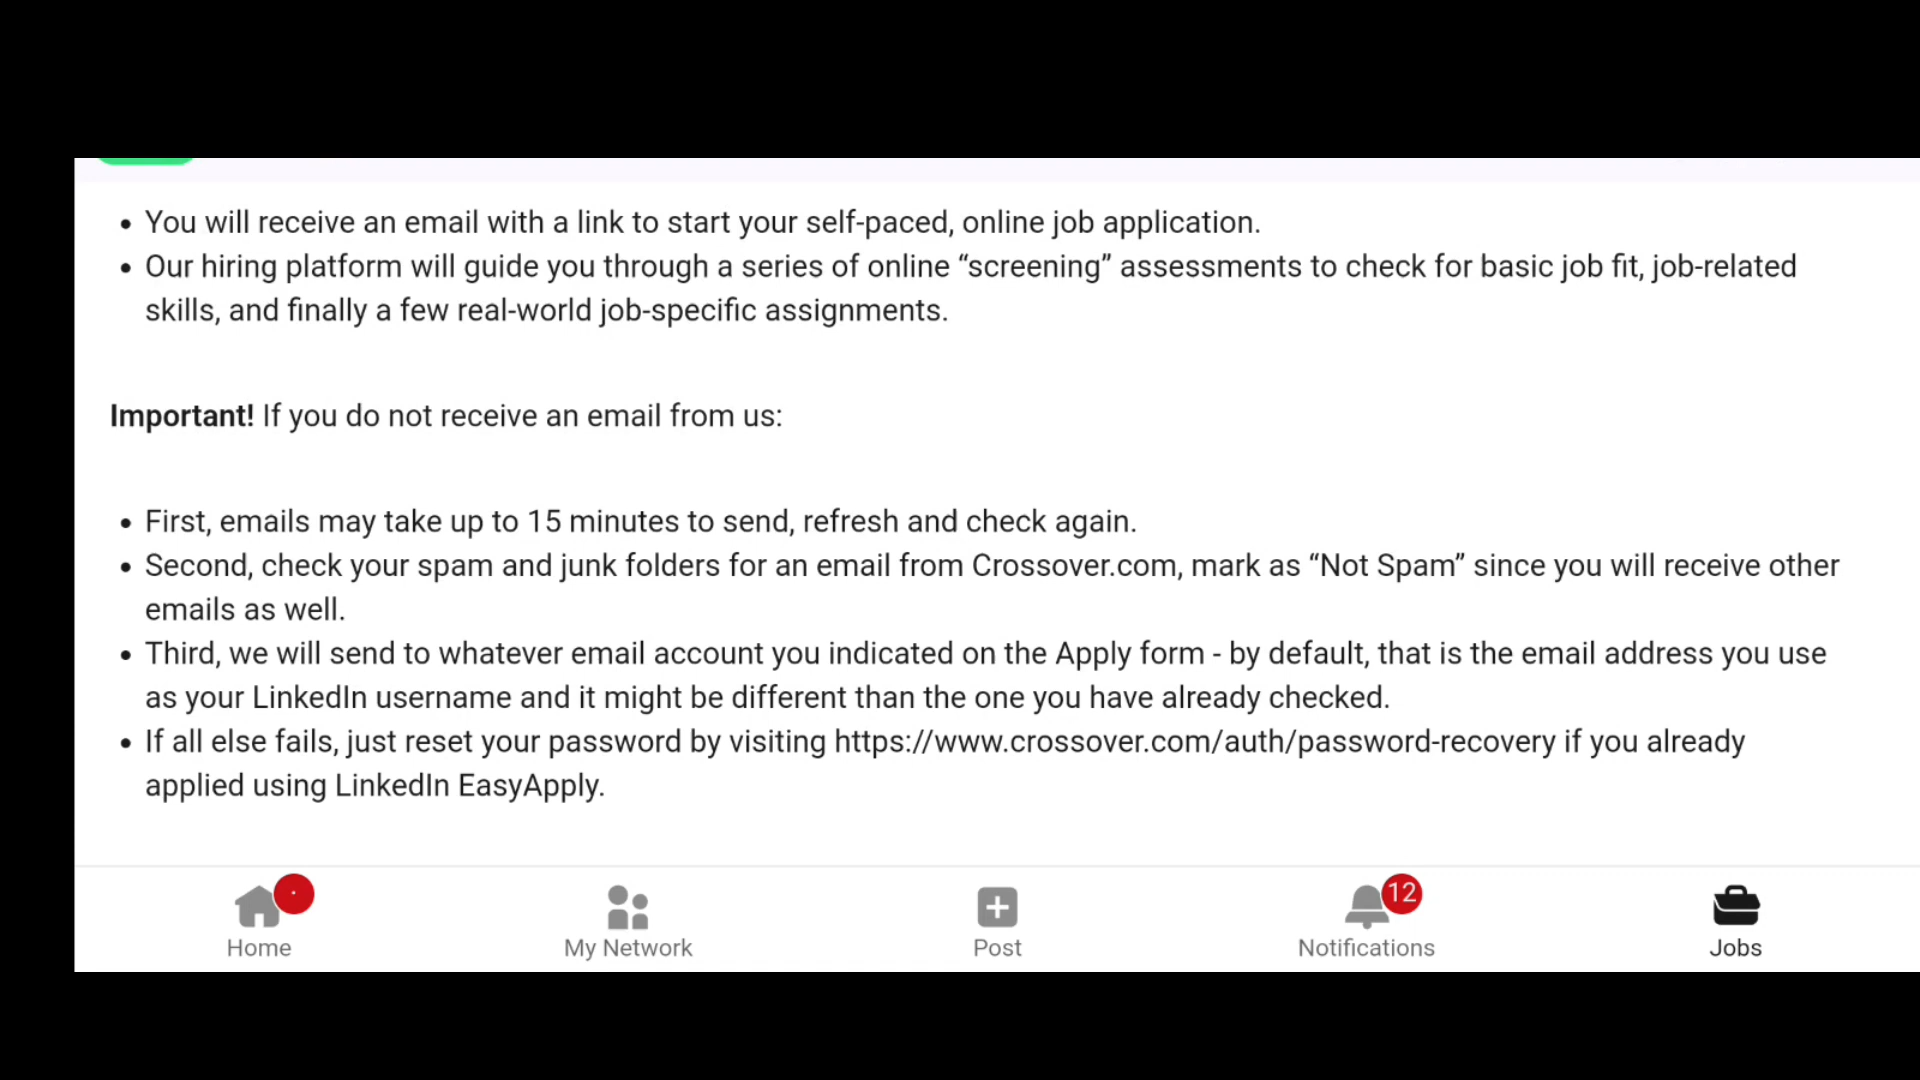 • You will receive an email with a link to start your self-paced, online job application.
• Our hiring platform will guide you through a series of online “screening” assessments to check for basic job fit, job-related
skills, and finally a few real-world job-specific assignments.
Important! If you do not receive an email from us:
• First, emails may take up to 15 minutes to send, refresh and check again.
• Second, check your spam and junk folders for an email from Crossover.com, mark as “Not Spam” since you will receive other
emails as well.
• Third, we will send to whatever email account you indicated on the Apply form - by default, that is the email address you use
as your LinkedIn username and it might be different than the one you have already checked.
• If all else fails, just reset your password by visiting https://www.crossover.com/auth/password-recovery if you already
applied using LinkedIn EasyApply.
12
Home My Network Post Notifications Jobs